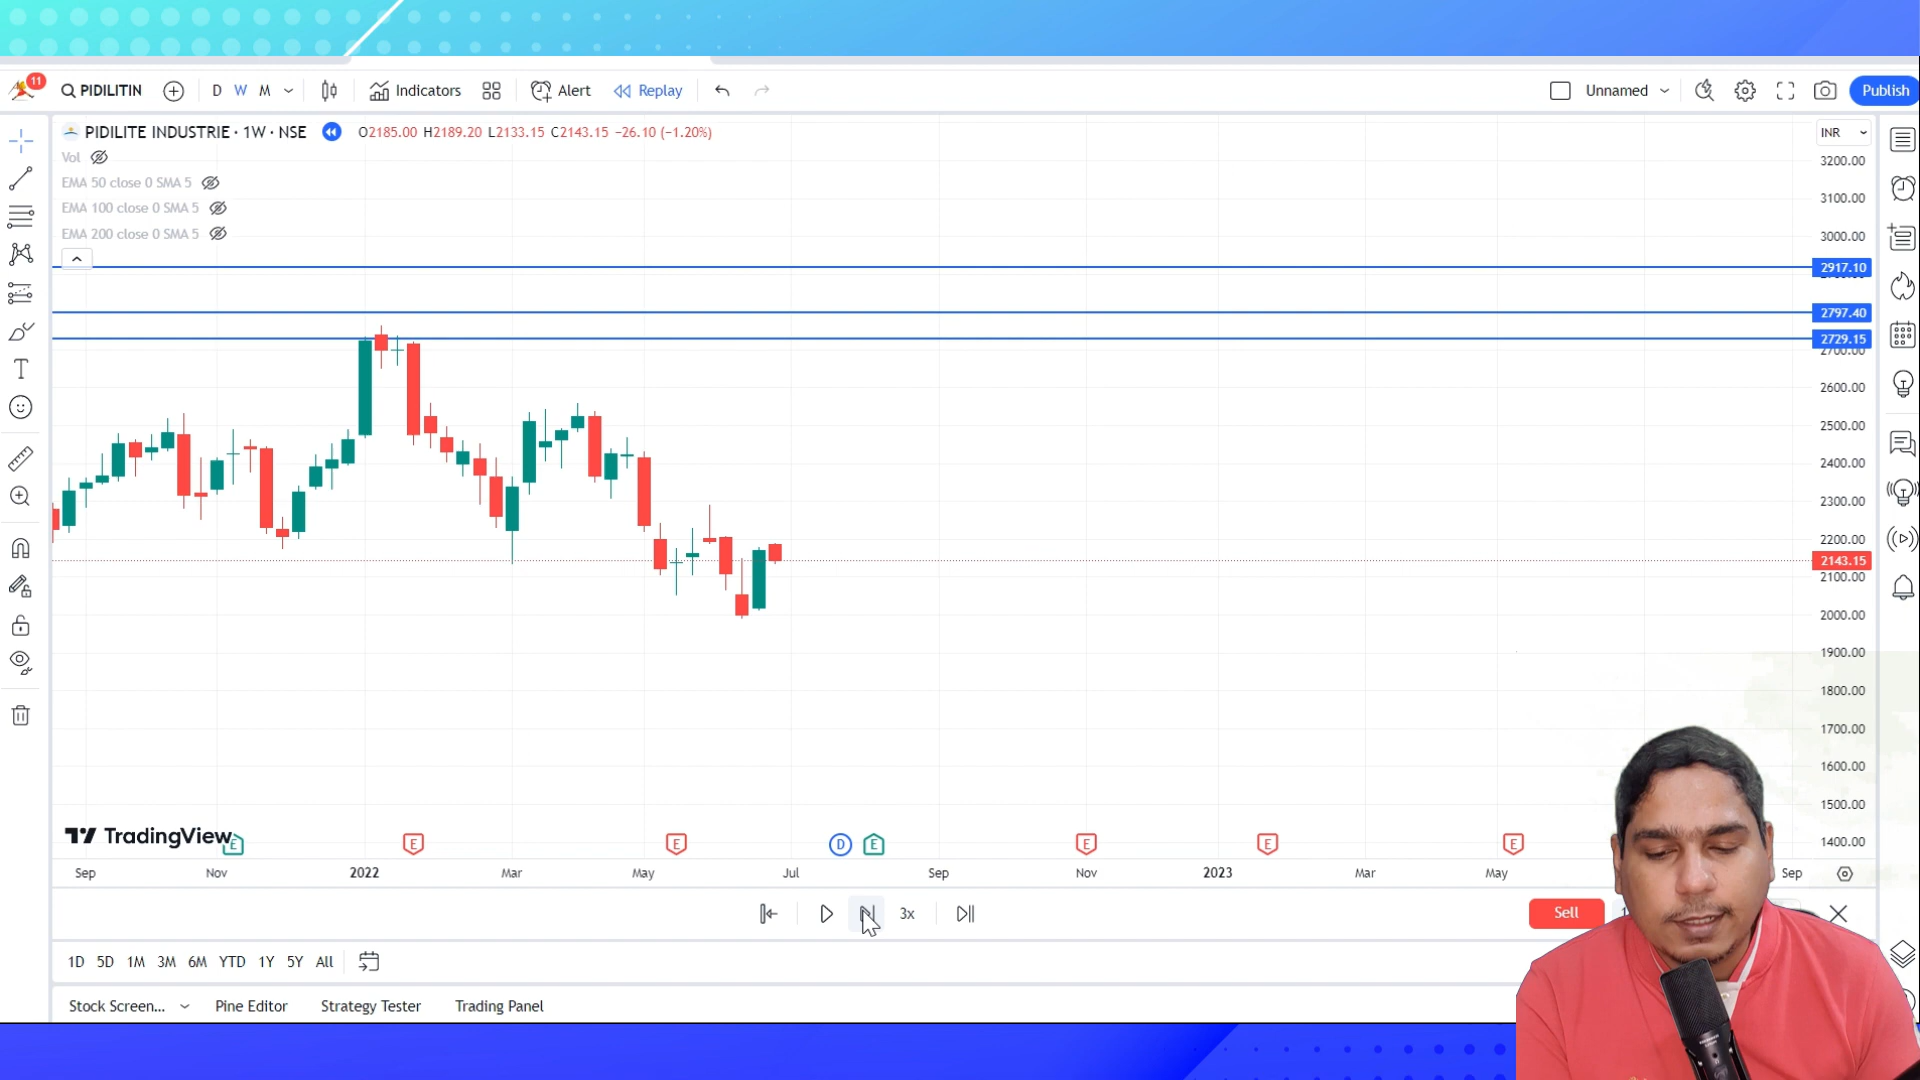 11
PIDILITIN
D W M
Indicators
Alert
Replay
Unnamed
Publish
PIDILITE INDUSTRIE · 1W · NSE
O2185.00 H2189.20 L2133.15 C2143.15 −26.10 (−1.20%)
INR
Vol
EMA 50 close 0 SMA 5
EMA 100 close 0 SMA 5
EMA 200 close 0 SMA 5
3200.00
3100.00
3000.00
2917.10
2797.40
2729.15
2700.00
2600.00
2500.00
2400.00
2300.00
2200.00
2143.15
2100.00
2000.00
1900.00
1800.00
1700.00
1600.00
1500.00
1400.00
TradingView
E E E D E E E E
Sep Nov 2022 Mar May Jul Sep Nov 2023 Mar May Sep
3x
Sell
1D 5D 1M 3M 6M YTD 1Y 5Y All
Stock Screen... Pine Editor Strategy Tester Trading Panel